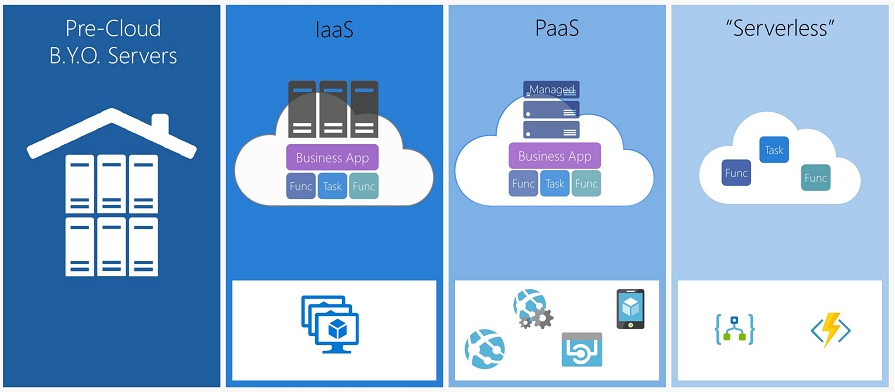 Pre-Cloud
B.Y.O. Servers
IaaS
Business App
Func Task Func
PaaS
Managed
Business App
Func Task Func
“Serverless”
Task
Func
Func